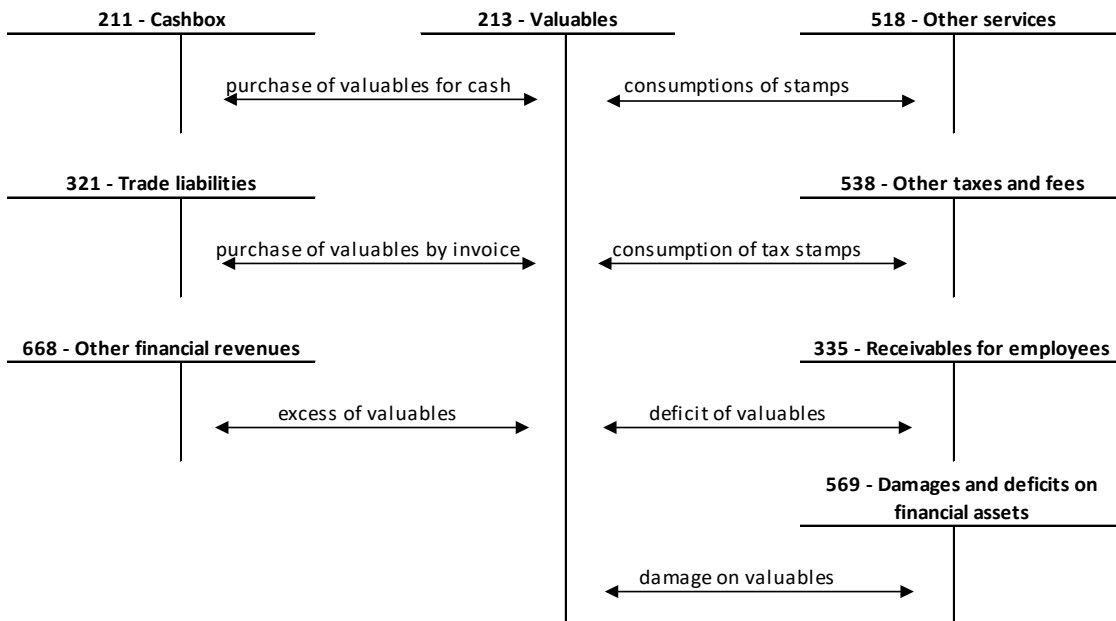 211 - Cashbox
213 - Valuables
518 - Other services
purchase of valuables for cash
consumptions of stamps
321 - Trade liabilities
538 - Other taxes and fees
purchase of valuables by invoice
consumption of tax stamps
668 - Other financial revenues
335 - Receivables for employees
excess of valuables
deficit of valuables
569 - Damages and deficits on
financial assets
damage on valuables